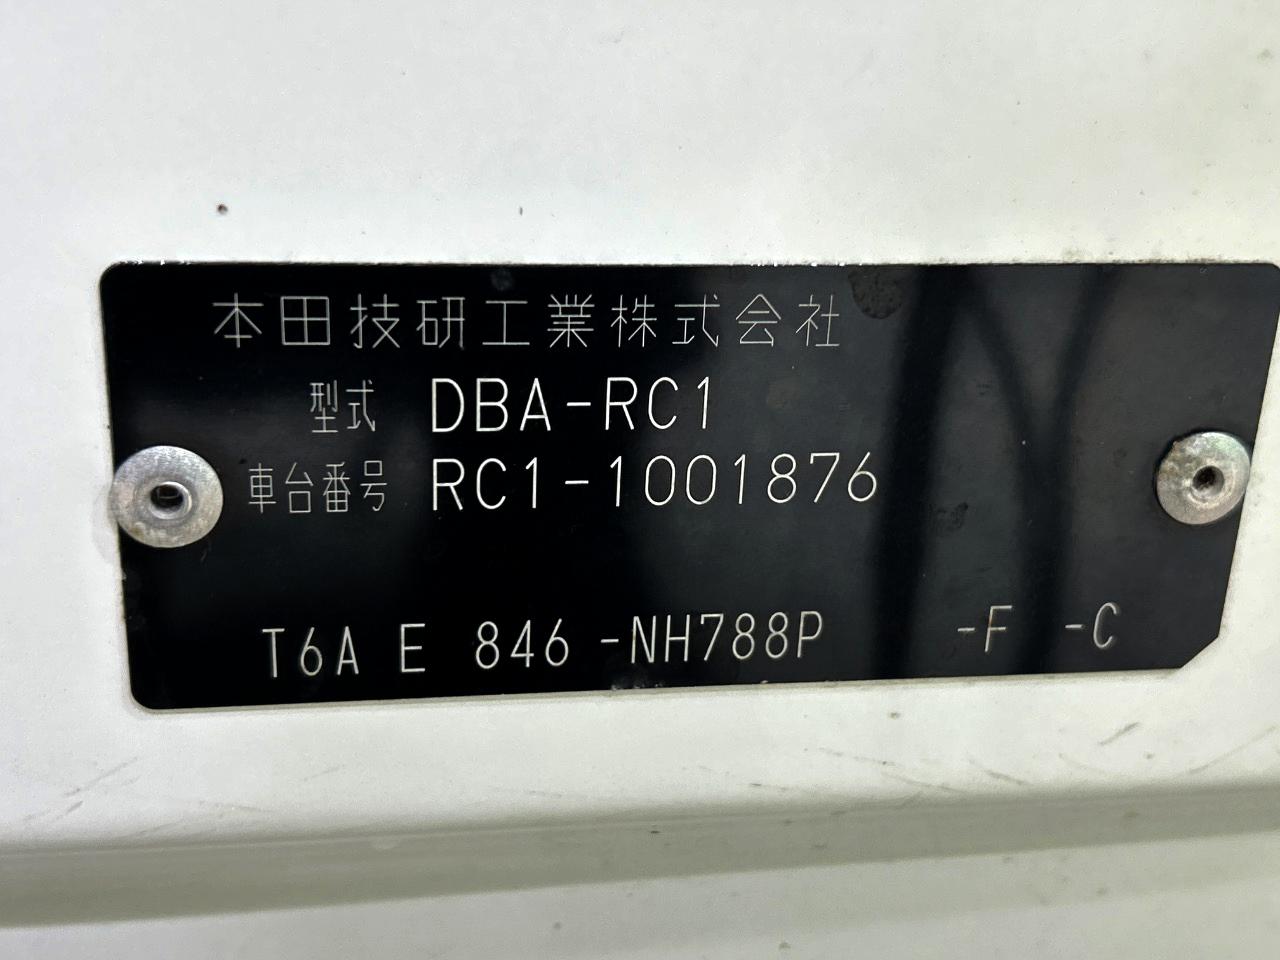 本田技研工業株式会社
型式 DBA-RC1
車台番号 RC1-1001876
T6A E 846 -NH788P -F -C